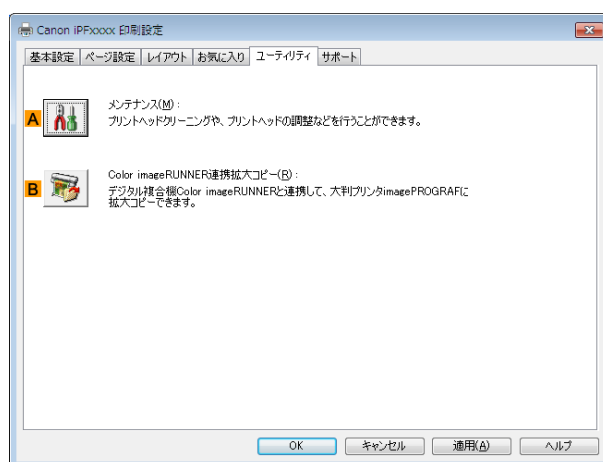 Canon iPFxxxx 印刷設定
基本設定 ページ設定 レイアウト お気に入り ユーティリティ サポート
A
メンテナンス(M) :
プリントヘッドクリーニングや、プリントヘッドの調整などを行うことができます。
B
Color imageRUNNER連携拡大コピー(R) :
デジタル複合機Color imageRUNNERと連携して、大判プリンタimagePROGRAFに
拡大コピーできます。
OK キャンセル 適用(A) ヘルプ